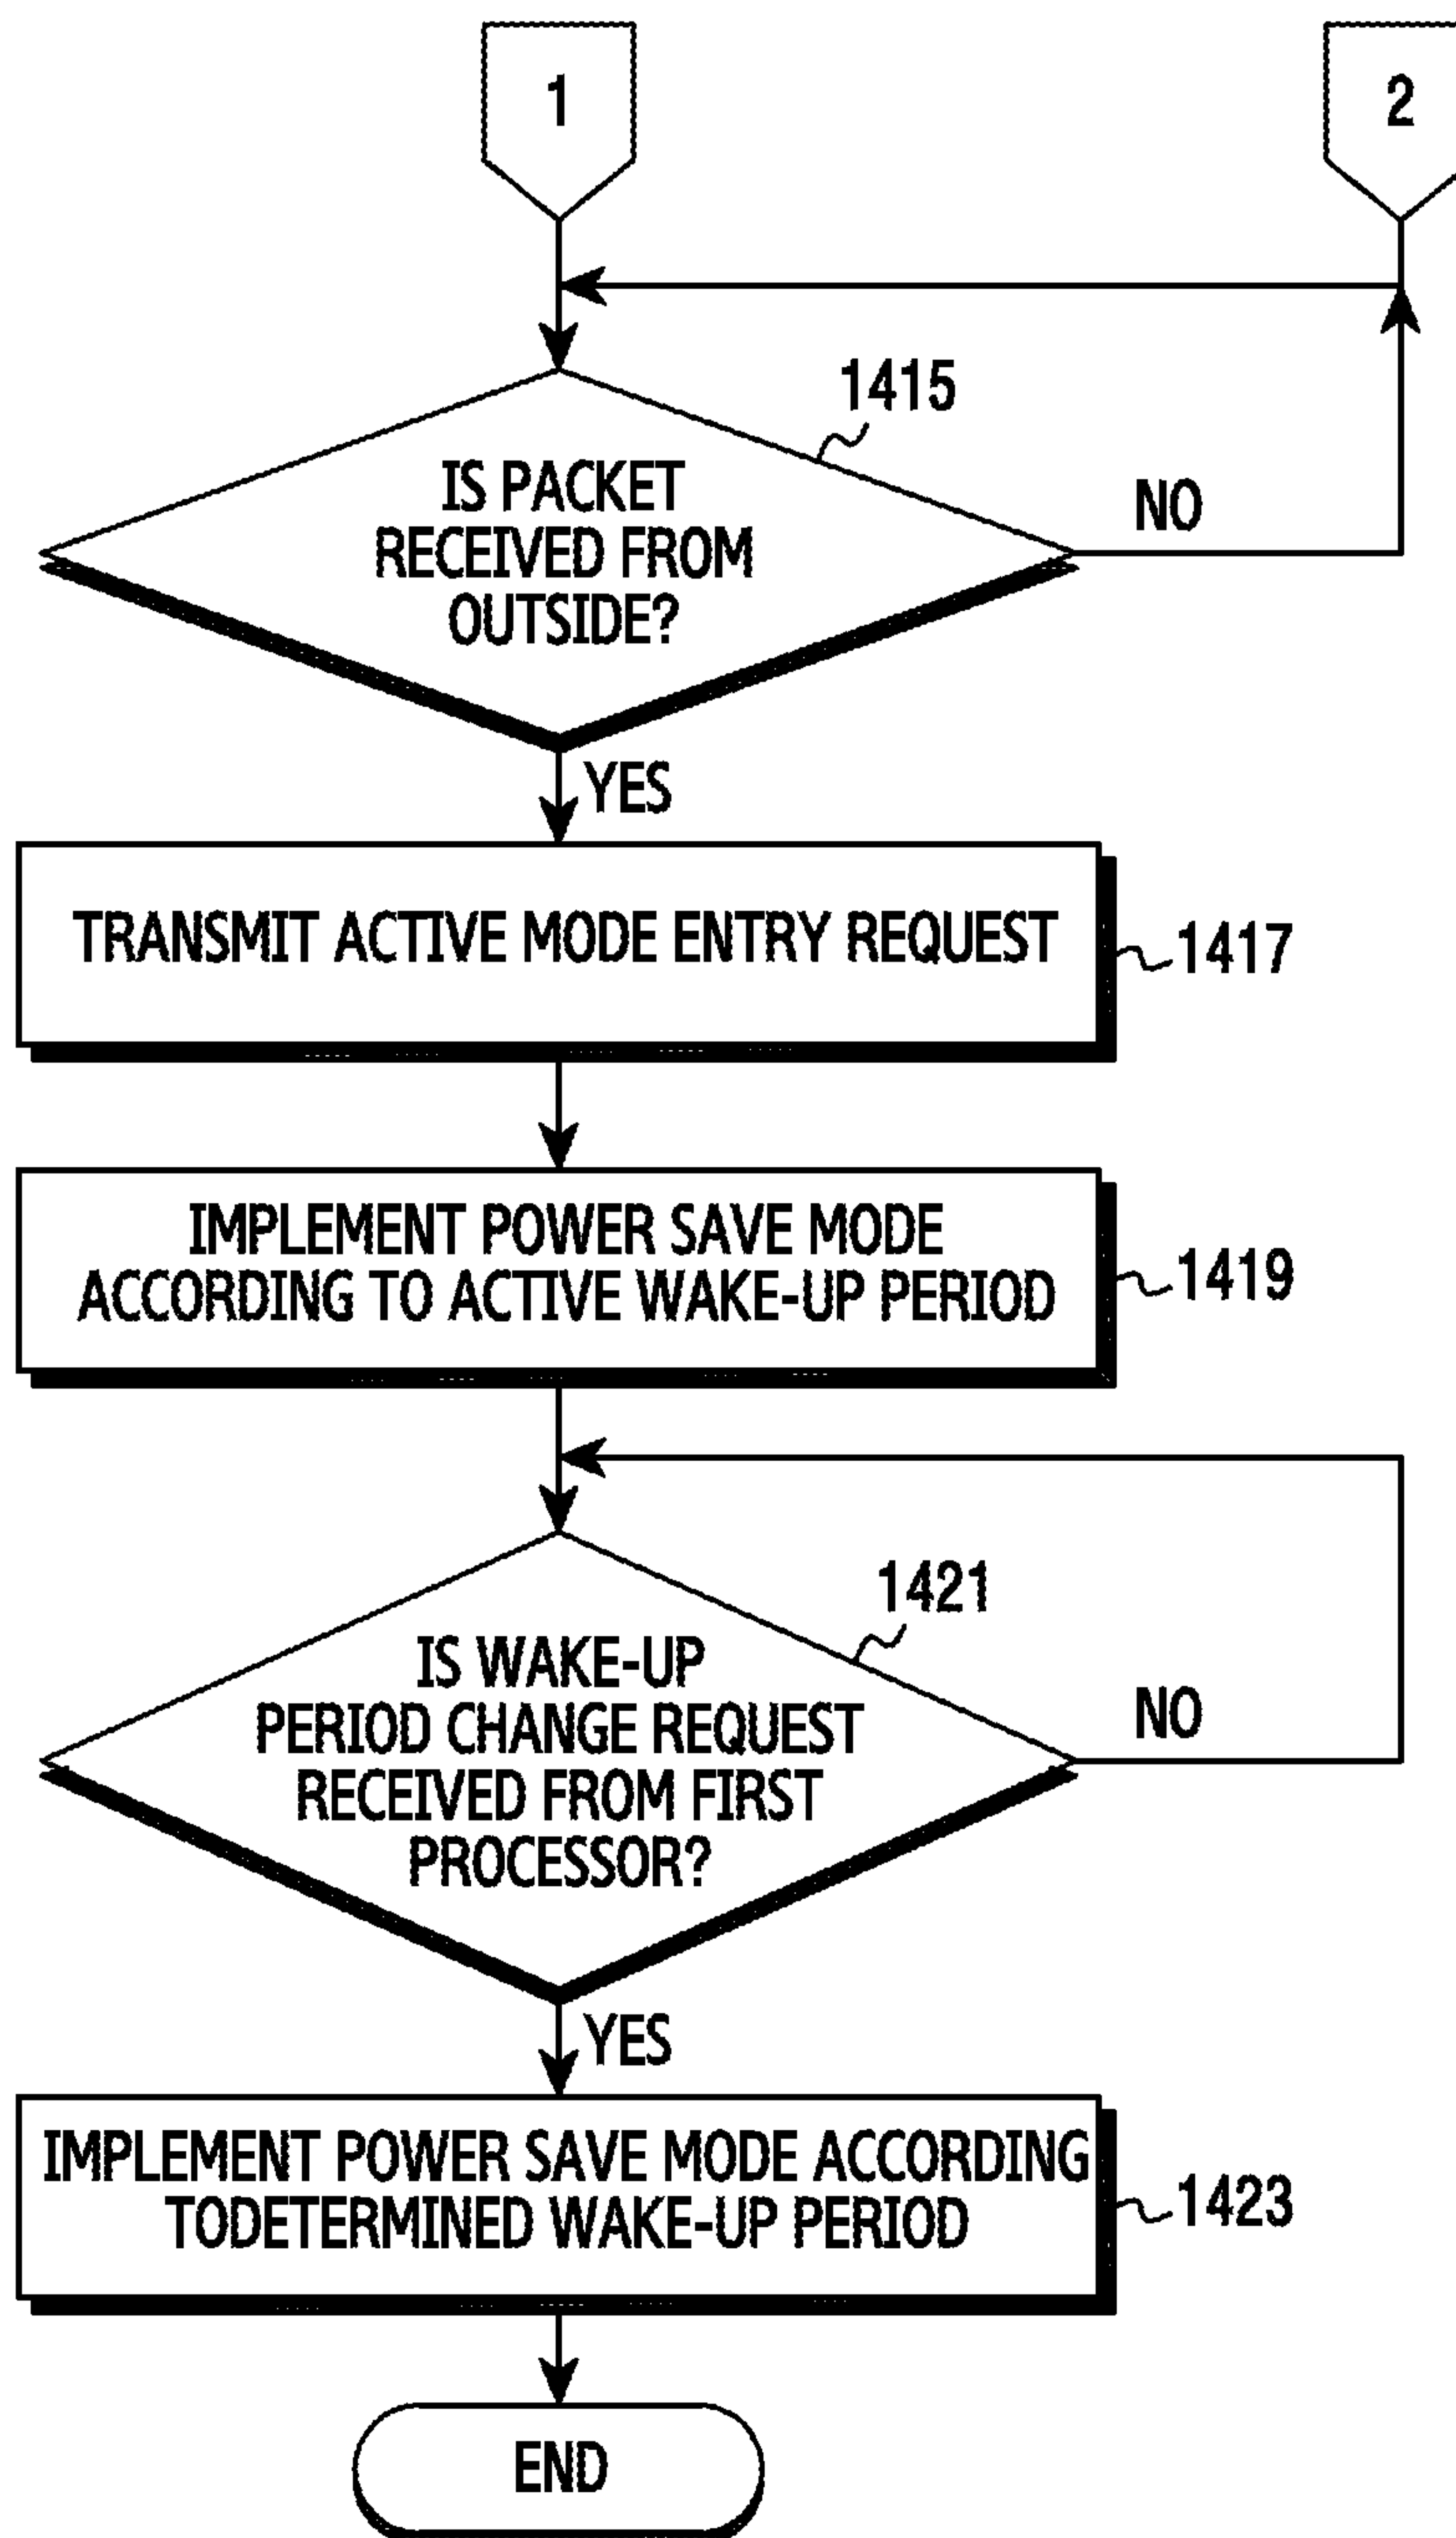 1
2
1415
IS PACKET
RECEIVED FROM
OUTSIDE?
NO
YES
TRANSMIT ACTIVE MODE ENTRY REQUEST
1417
IMPLEMENT POWER SAVE MODE
ACCORDING TO ACTIVE WAKE-UP PERIOD
1419
1421
IS WAKE-UP
PERIOD CHANGE REQUEST
RECEIVED FROM FIRST
PROCESSOR?
NO
YES
IMPLEMENT POWER SAVE MODE ACCORDING
TODETERMINED WAKE-UP PERIOD
1423
END